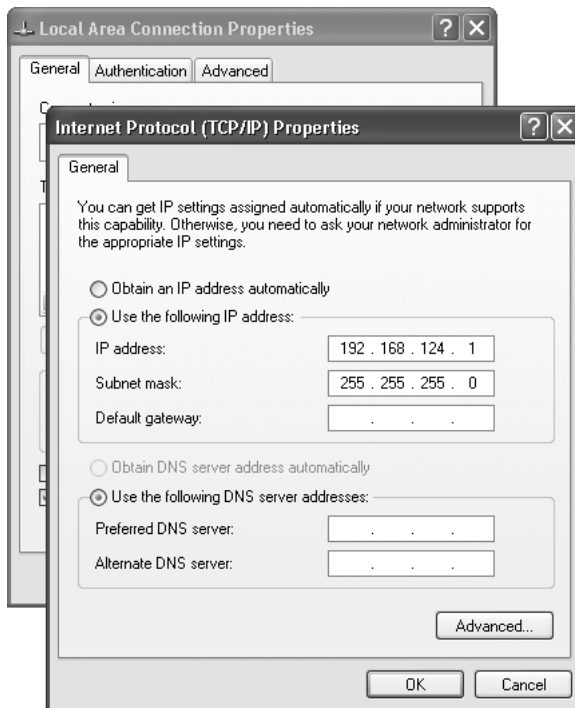 Local Area Connection Properties
General Authentication Advanced
Internet Protocol (TCP/IP) Properties
General
You can get IP settings assigned automatically if your network supports
this capability. Otherwise, you need to ask your network administrator for
the appropriate IP settings.
Obtain an IP address automatically
Use the following IP address:
IP address: 192 . 168 . 124 . 1
Subnet mask: 255 . 255 . 255 . 0
Default gateway: . . .
Obtain DNS server address automatically
Use the following DNS server addresses:
Preferred DNS server: . . .
Alternate DNS server: . . .
Advanced...
OK Cancel